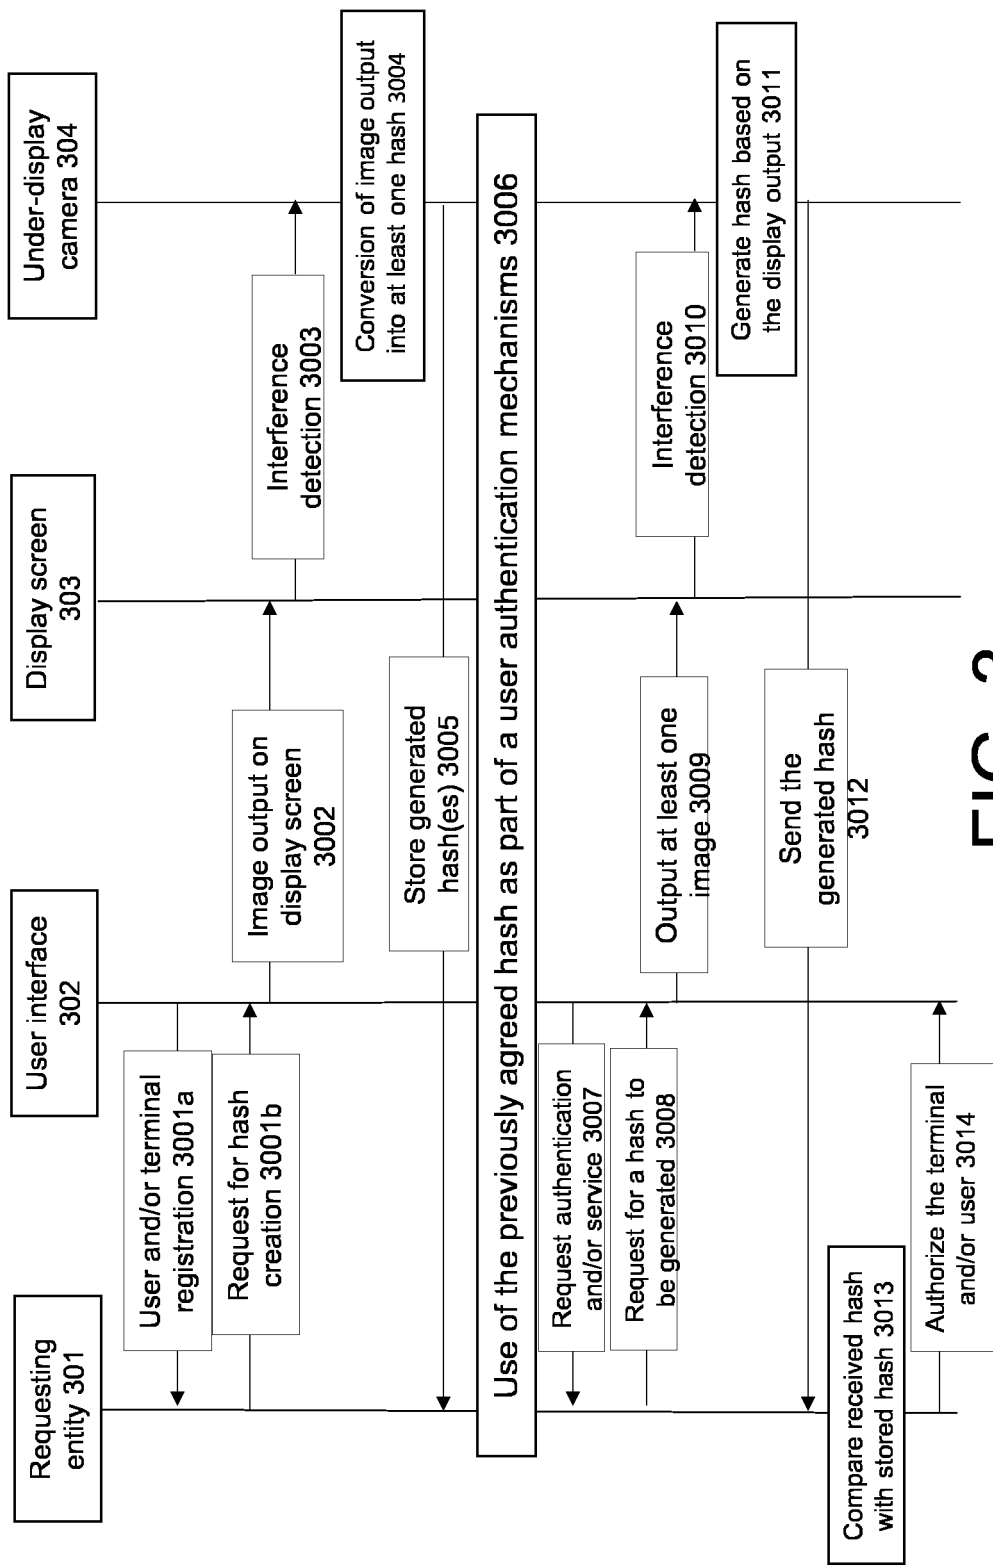 Requesting
entity 301
User interface
302
Display screen
303
Under-display
camera 304
User and/or terminal
registration 3001a
Request for hash
creation 3001b
Image output on
display screen
3002
Interference
detection 3003
Conversion of image output
into at least one hash 3004
Store generated
hash(es) 3005
Use of the previously agreed hash as part of a user authentication mechanisms 3006
Request authentication
and/or service 3007
Request for a hash to
be generated 3008
Output at least one
image 3009
Interference
detection 3010
Generate hash based on
the display output 3011
Send the
generated hash
3012
Compare received hash
with stored hash 3013
Authorize the terminal
and/or user 3014
FIG.